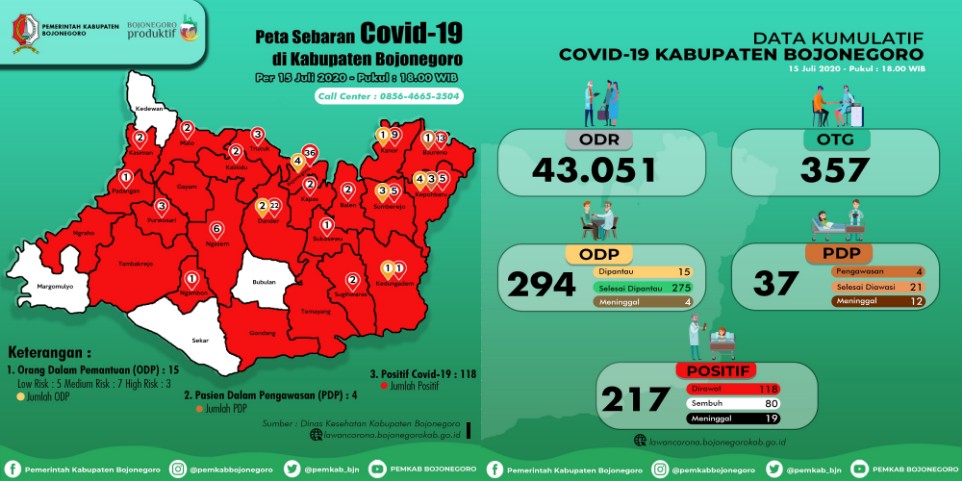 PEMERINTAH KABUPATEN
BOJONEGORO
BOJONEGORO
produktif
Peta Sebaran Covid-19
di Kabupaten Bojonegoro
Per 15 Juli 2020 - Pukul : 18.00 WIB
Call Center : 0856-4665-3504
Kedewan
2
Kasiman
2
Malo
3
Trucuk
2
Kalitidu
4 36
1 9
Kanor
1 13
Baureno
1
Padangan
Gayam
2
Kapas
2
Balen
3 5
Sumberejo
4 3 5
Kepohbaru
3
Purwosari
2 22
Dander
6
Ngasem
1
Sukosewu
Ngraho
Tambakrejo
Margomulyo
1
Ngambon
Bubulan
2
Sugihwaras
1 1
Kedungadem
Temayang
Gondang
Sekar
Keterangan :
1. Orang Dalam Pemantuan (ODP) : 15
Low Risk : 5 Medium Risk : 7 High Risk : 3
Jumlah ODP
2. Pasien Dalam Pengawasan (PDP) : 4
Jumlah PDP
3. Positif Covid-19 : 118
Jumlah Positif
Sumber : Dinas Kesehatan Kabupaten Bojonegoro
lawancorona.bojonegorokab.go.id
Pemerintah Kabupaten Bojonegoro @pemkabbojonegoro @pemkab_bjn PEMKAB BOJONEGORO
DATA KUMULATIF
COVID-19 KABUPATEN BOJONEGORO
15 Juli 2020 - Pukul : 18.00 WIB
ODR
43.051
OTG
357
ODP
294
Dipantau 15
Selesai Dipantau 275
Meninggal 4
PDP
37
Pengawasan 4
Selesai Diawasi 21
Meninggal 12
POSITIF
217
Dirawat 118
Sembuh 80
Meninggal 19
lawancorona.bojonegorokab.go.id
Pemerintah Kabupaten Bojonegoro @pemkabbojonegoro @pemkab_bjn PEMKAB BOJONEGORO